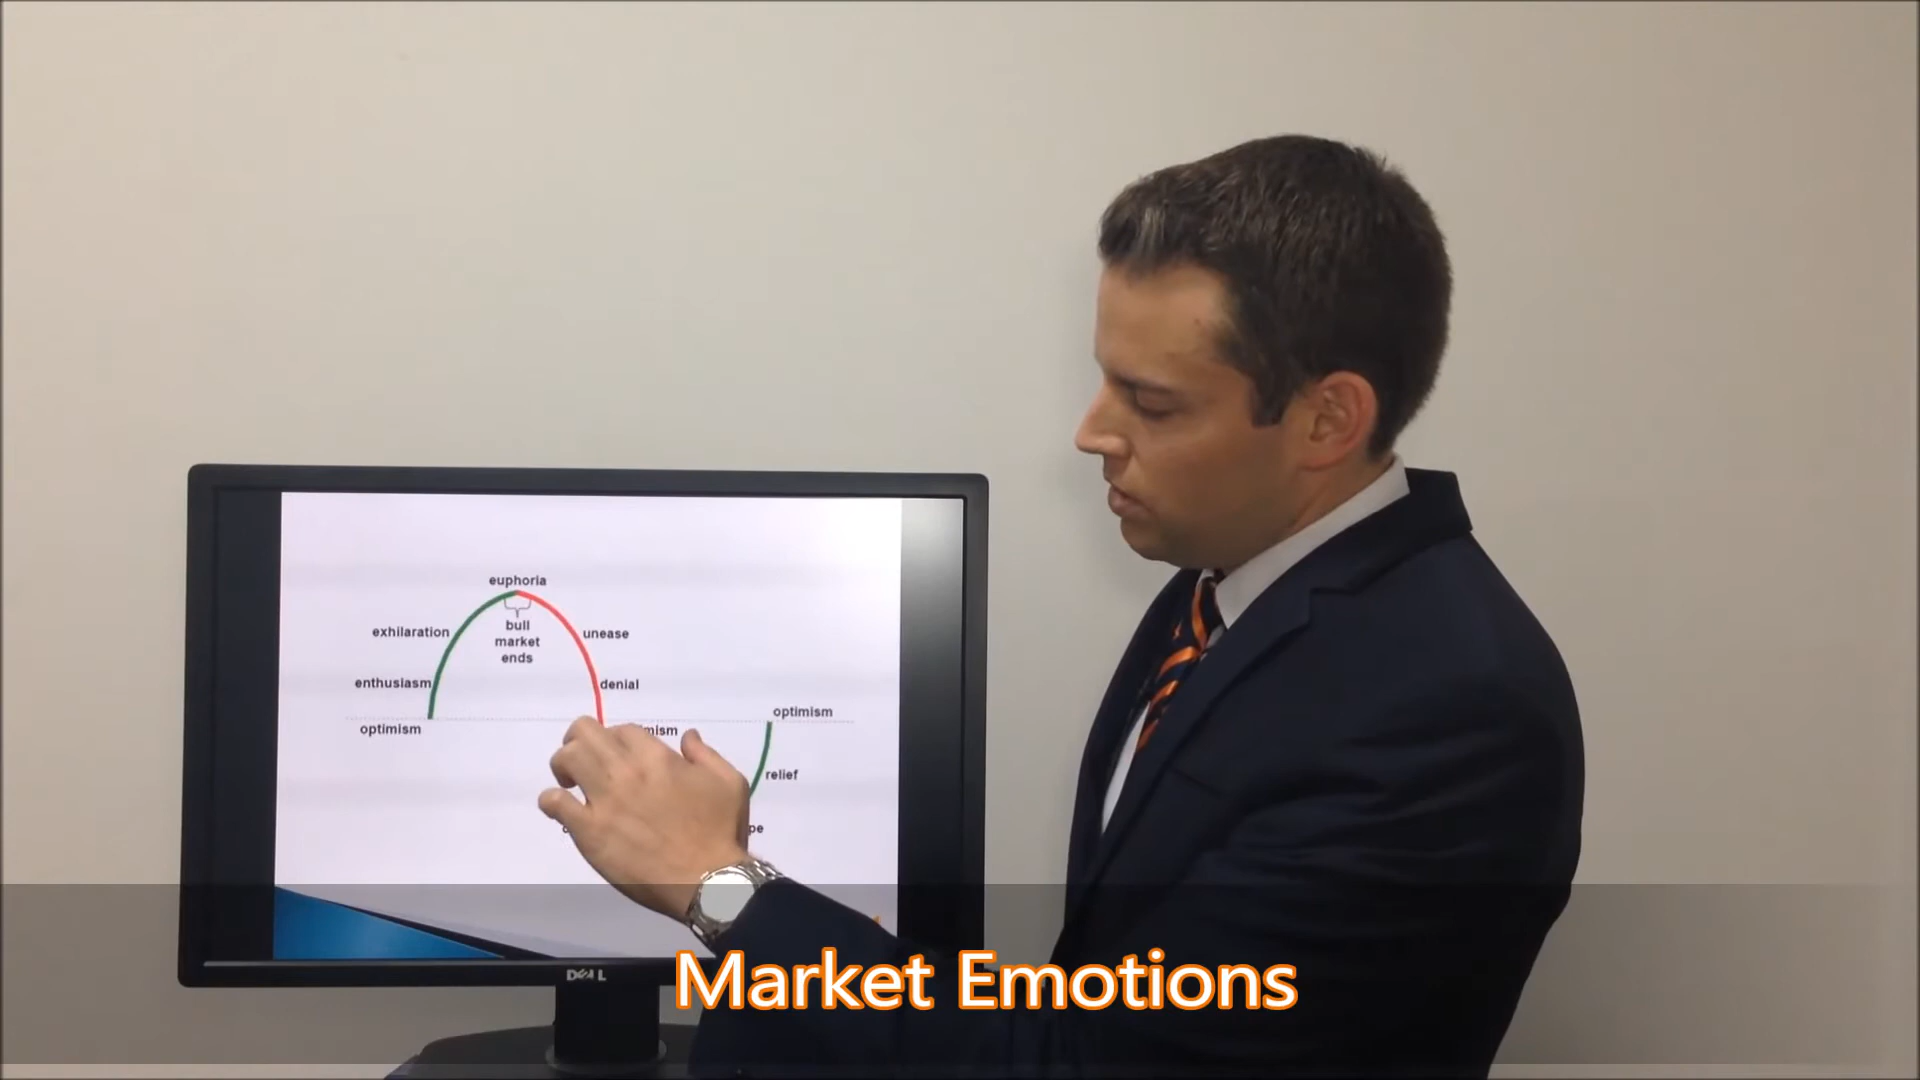 euphoria
exhilaration
bull
market
ends
unease
enthusiasm
denial
optimism
optimism
relief
DELL
Market Emotions